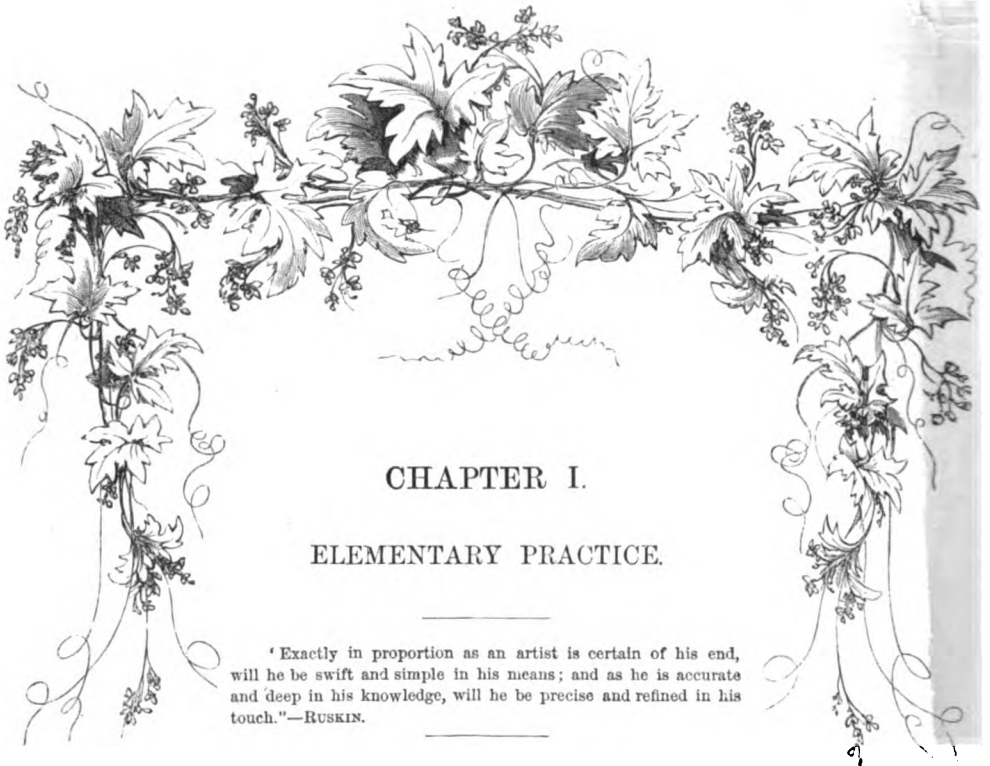 CHAPTER I.
ELEMENTARY PRACTICE.
' Exactly in proportion as an artist is certain of his end,
will he be swift and simple in his means; and as he is accurate
and deep in his knowledge, will he be precise and refined in his
touch."—RUSKIN.